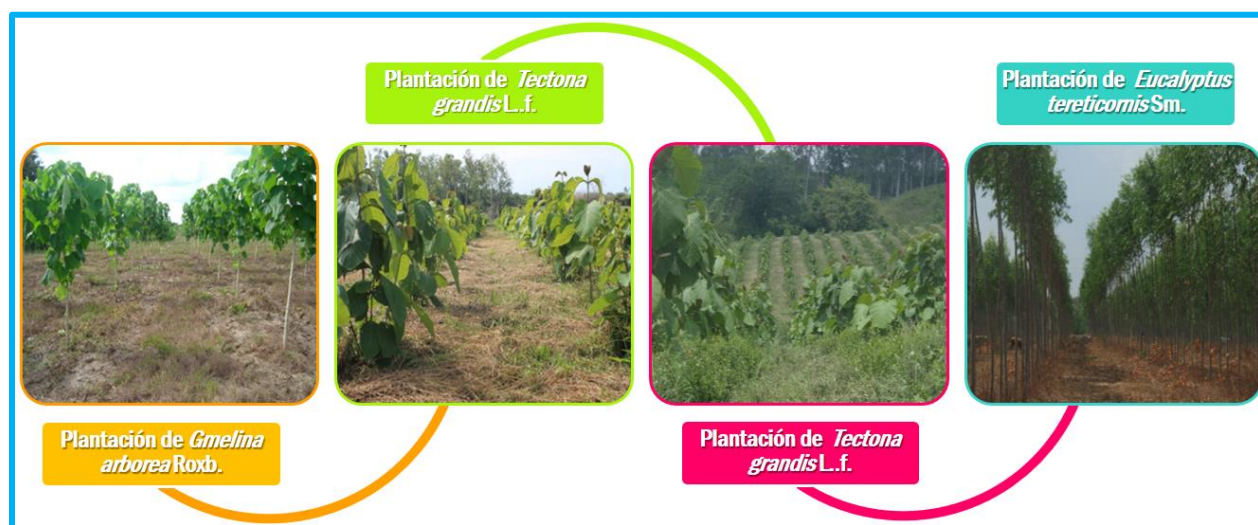 Plantación de Gmelina
arborea Roxb.
Plantación de Tectona
grandis L..f.
Plantación de Tectona
grandis L..f.
Plantación de Eucalyptus
tereticornis Sm.